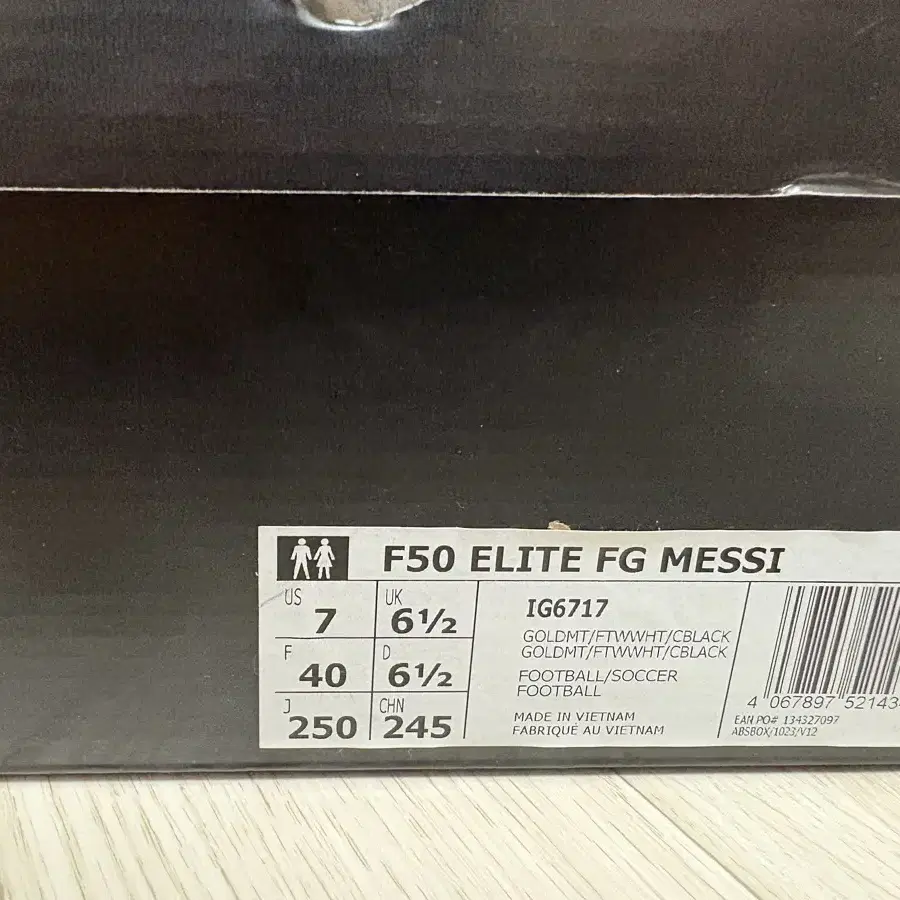 F50 ELITE FG MESSI
US 7 UK 6½
F 40 D 6½
J 250 CHN 245
IG6717
GOLDMT/FTWWHT/CBLACK
GOLDMT/FTWWHT/CBLACK
FOOTBALL/SOCCER
FOOTBALL
MADE IN VIETNAM
FABRIQUÉ AU VIETNAM
4 067897 52143
EAN PO# 134327097
ABSBOX/1023/V12